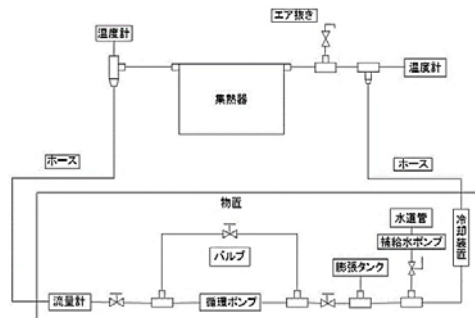 エア抜き
温度計
温度計
集熱器
ホース
ホース
物置
水道管
冷却装置
補給水ポンプ
バルブ
膨張タンク
流量計
循環ポンプ